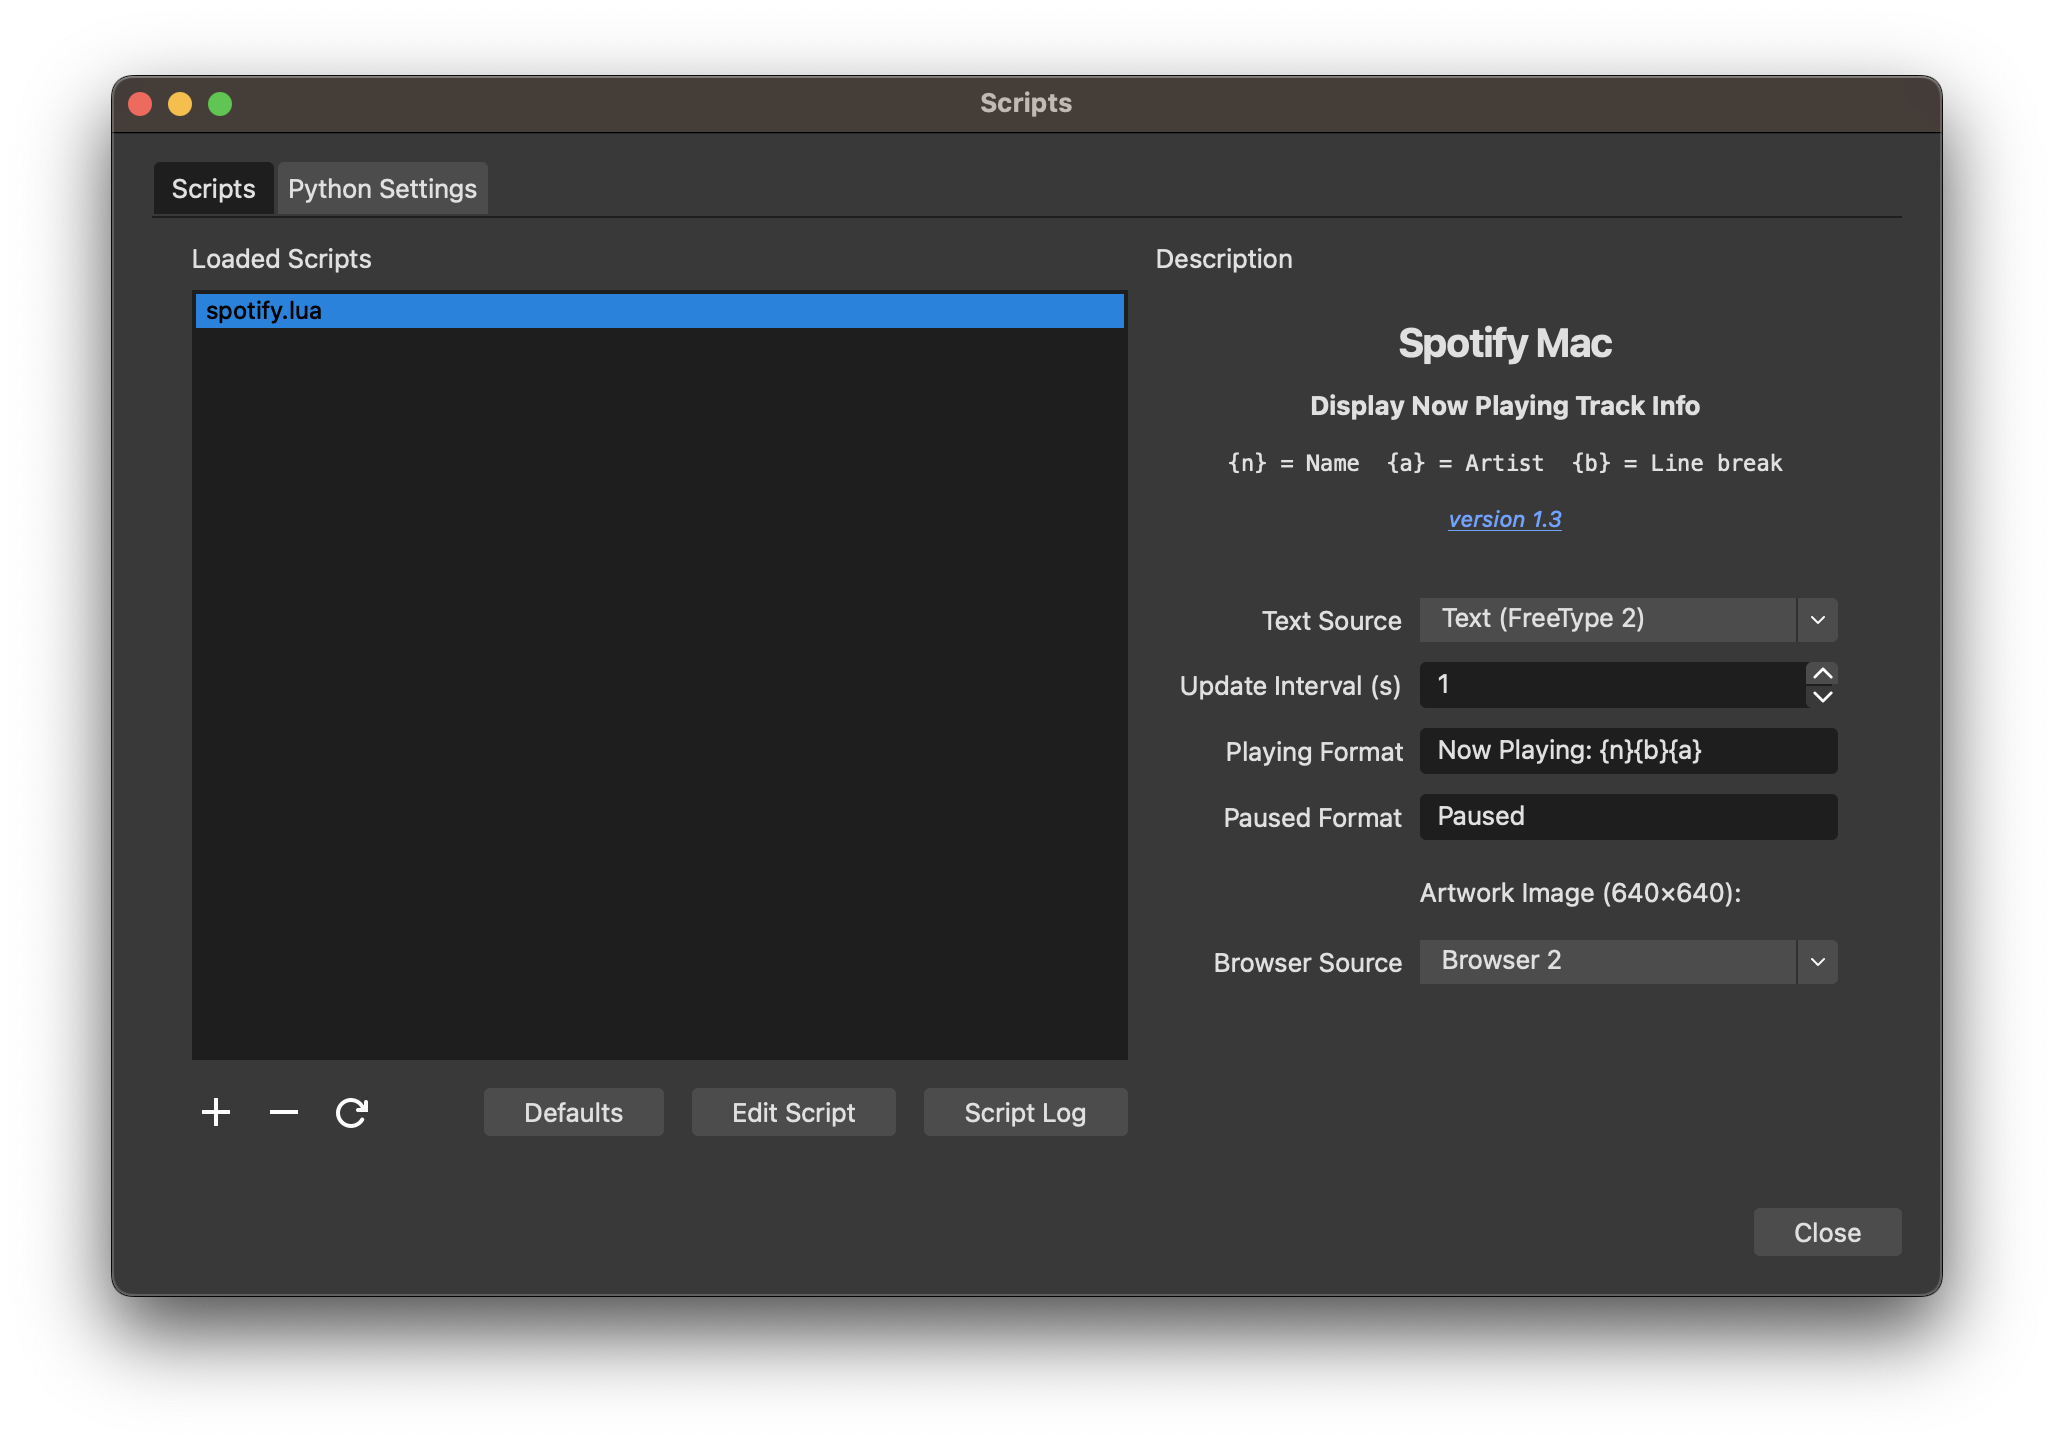 Scripts
Scripts
Python Settings
Loaded Scripts
spotify.lua
Defaults
Edit Script
Script Log
Description
Spotify Mac
Display Now Playing Track Info
{n} = Name  {a} = Artist  {b} = Line break
version 1.3
Text Source Text (FreeType 2)
Update Interval (s) 1
Playing Format Now Playing: {n}{b}{a}
Paused Format Paused
Artwork Image (640×640):
Browser Source Browser 2
Close